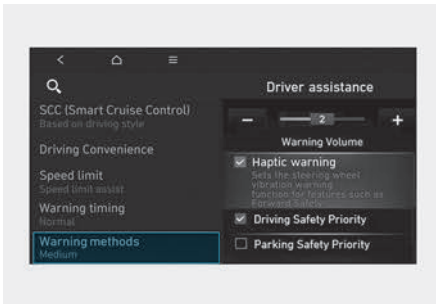 Driver assistance
SCC (Smart Cruise Control)
Based on driving style
Driving Convenience
Speed limit
Speed limit assist
Warning timing
Normal
Warning methods
Medium
2
Warning Volume
Haptic warning
Sets the steering wheel
vibration warning
function for features such as
Forward Safety
Driving Safety Priority
Parking Safety Priority